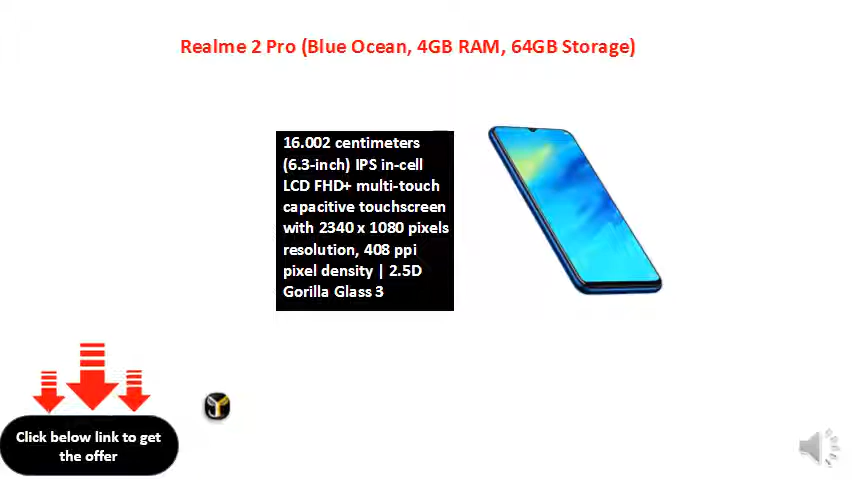 Realme 2 Pro (Blue Ocean, 4GB RAM, 64GB Storage)
16.002 centimeters
(6.3-inch) IPS in-cell
LCD FHD+ multi-touch
capacitive touchscreen
with 2340 x 1080 pixels
resolution, 408 ppi
pixel density | 2.5D
Gorilla Glass 3
Click below link to get
the offer